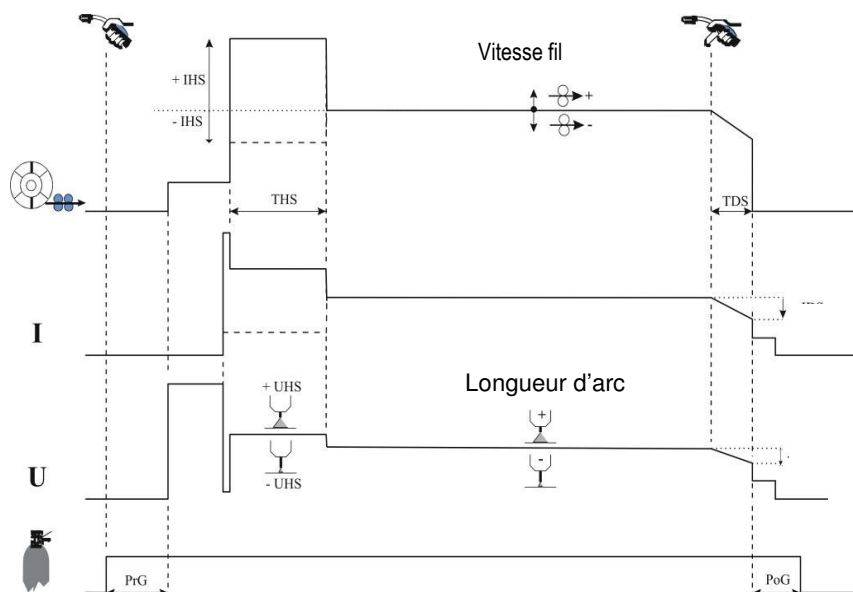 Vitesse fil
+ IHS
- IHS
+
-
THS
TDS
I
+ UHS
Longueur d'arc
+
-
- UHS
U
PrG
PoG